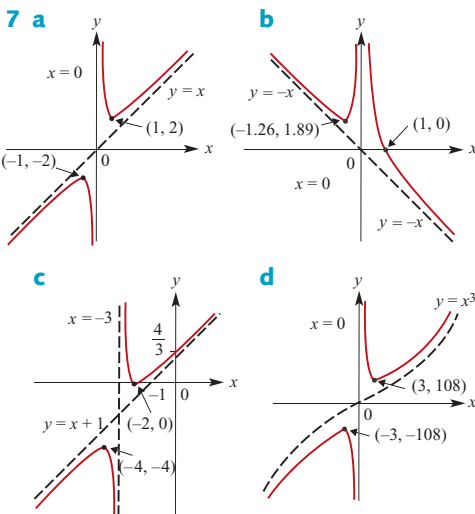 7 a
y
x = 0
y = x
(1, 2)
x
(–1, –2)
0
b
y
y = –x
(–1.26, 1.89)
(1, 0)
x
0
x = 0
y = –x
c
y
x = –3
4
3
x
–1 0
y = x + 1
(–2, 0)
(–4, –4)
d
y
y = x³
x = 0
(3, 108)
x
0
(–3, –108)